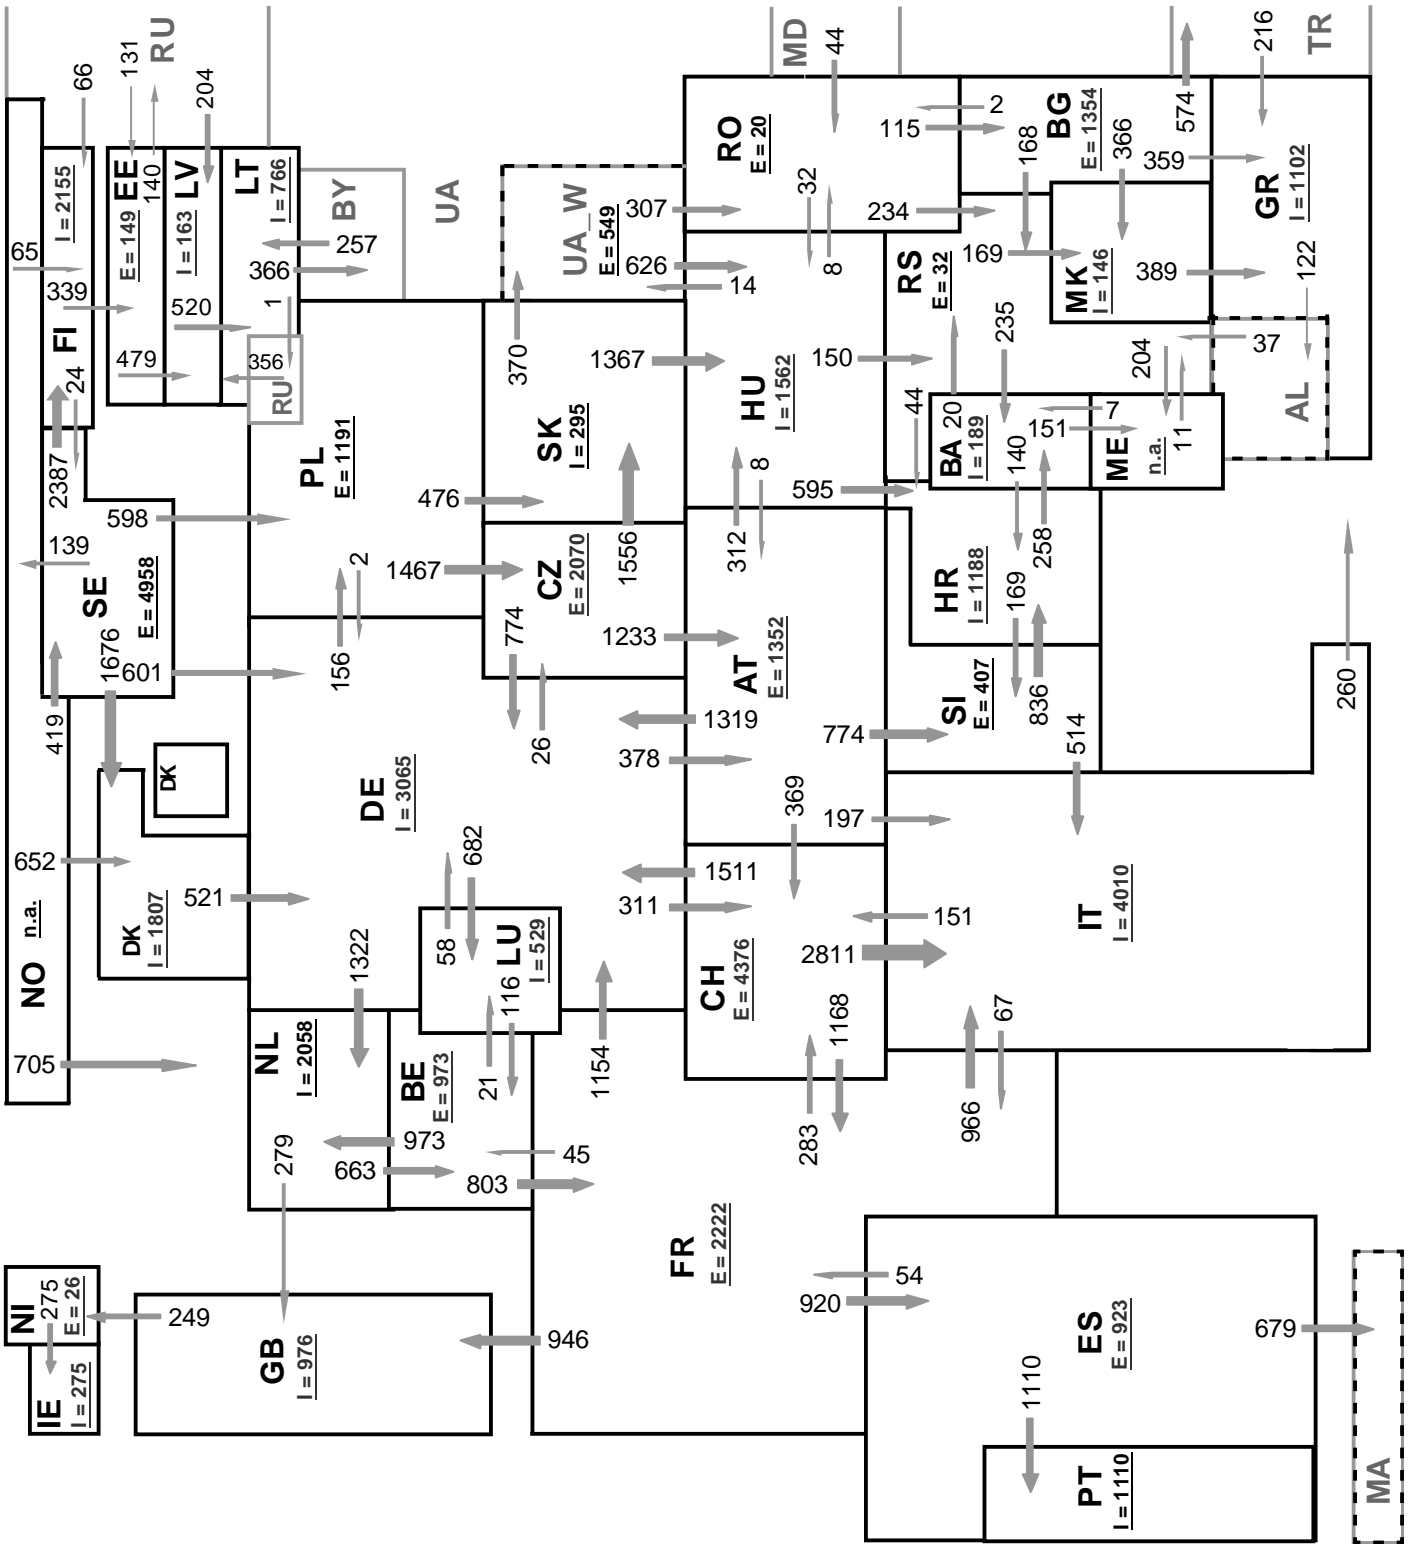 RU
131
66
204
MD
44
216
TR
574
65
I = 2155
FI
339
24
EE
E = 149
140
LV
I = 163
LT
I = 766
BY
257
366
1
520
479
356
RU
UA
UA_W
E = 549
307
626
14
370
RO
E = 20
115
2
32
8
234
168
BG
E = 1354
366
359
GR
I = 1102
122
169
MK
I = 146
389
RS
E = 32
235
204
37
AL
NO
n.a.
2387
598
139
SE
E = 4958
1676
601
419
652
705
DK
DK
I = 1807
521
PL
E = 1191
476
156
2
1467
SK
I = 295
1367
1556
CZ
E = 2070
774
26
1233
HU
I = 1562
150
312
8
595
44
BA
I = 189
20
140
151
7
ME
n.a.
11
HR
I = 1188
258
169
SI
E = 407
836
514
260
DE
I = 3065
AT
E = 1352
1319
378
774
369
197
1511
311
CH
E = 4376
151
2811
1168
283
IT
I = 4010
966
67
682
58
LU
I = 529
116
21
1154
1322
NL
I = 2058
279
BE
E = 973
973
663
45
803
NI
E = 26
275
249
IE
I = 275
GB
I = 976
946
FR
E = 2222
54
920
ES
E = 923
679
1110
PT
I = 1110
MA